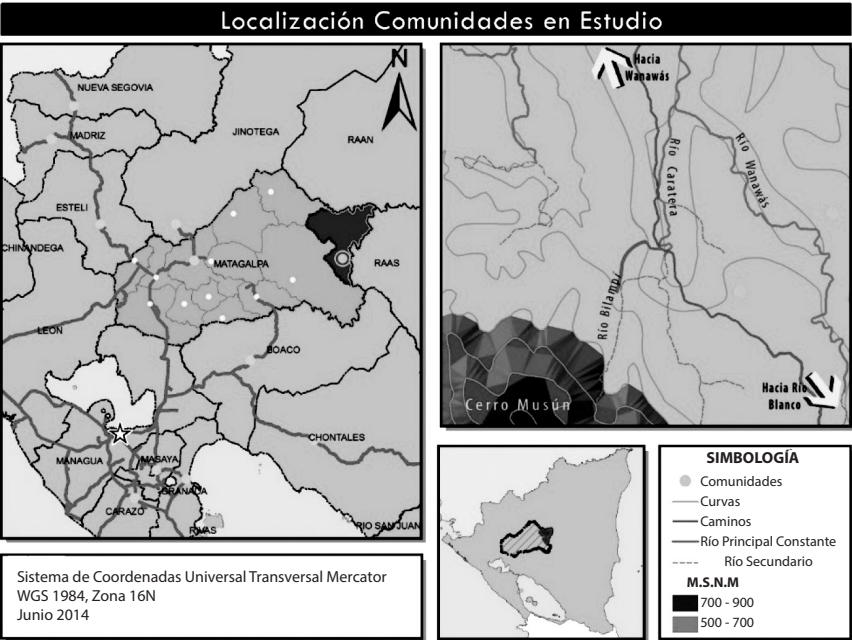 Localización Comunidades en Estudio
N
NUEVA SEGOVIA
MADRIZ
JINOTEGA
RAAN
ESTELI
CHINANDEGA
MATAGALPA
RAAS
LEON
BOACO
CHONTALES
MANAGUA
MASAYA
GRANADA
CARAZO
RIVAS
RIO SAN JUAN
Hacia
Wanawás
Río Caratera
Río Wanawás
Río Bilampí
Cerro Musún
Hacia Río
Blanco
Sistema de Coordenadas Universal Transversal Mercator
WGS 1984, Zona 16N
Junio 2014
SIMBOLOGÍA
Comunidades
Curvas
Caminos
Río Principal Constante
Río Secundario
M.S.N.M
700 - 900
500 - 700